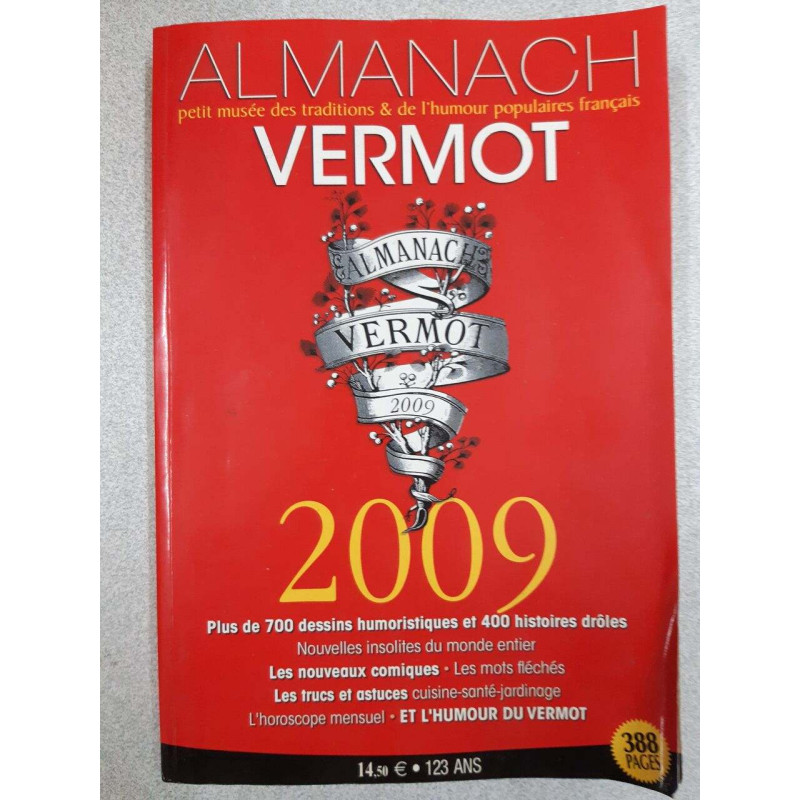 ALMANACH
petit musée des traditions & de l'humour populaires français
VERMOT
ALMANACH
VERMOT
2009
2009
Plus de 700 dessins humoristiques et 400 histoires drôles
Nouvelles insolites du monde entier
Les nouveaux comiques • Les mots fléchés
Les trucs et astuces cuisine-santé-jardinage
L'horoscope mensuel • ET L'HUMOUR DU VERMOT
388
PAGES
14,50 € • 123 ANS